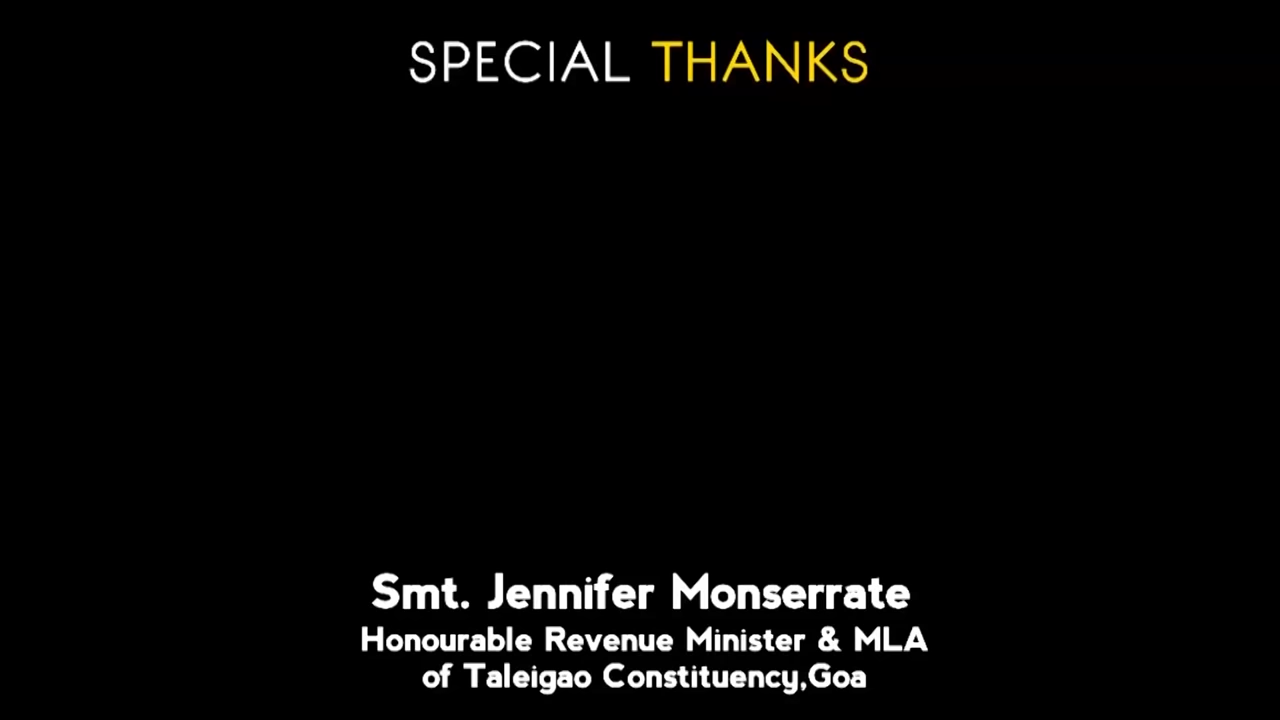 SPECIAL THANKS
Smt. Jennifer Monserrate
Honourable Revenue Minister & MLA
of Taleigao Constituency,Goa